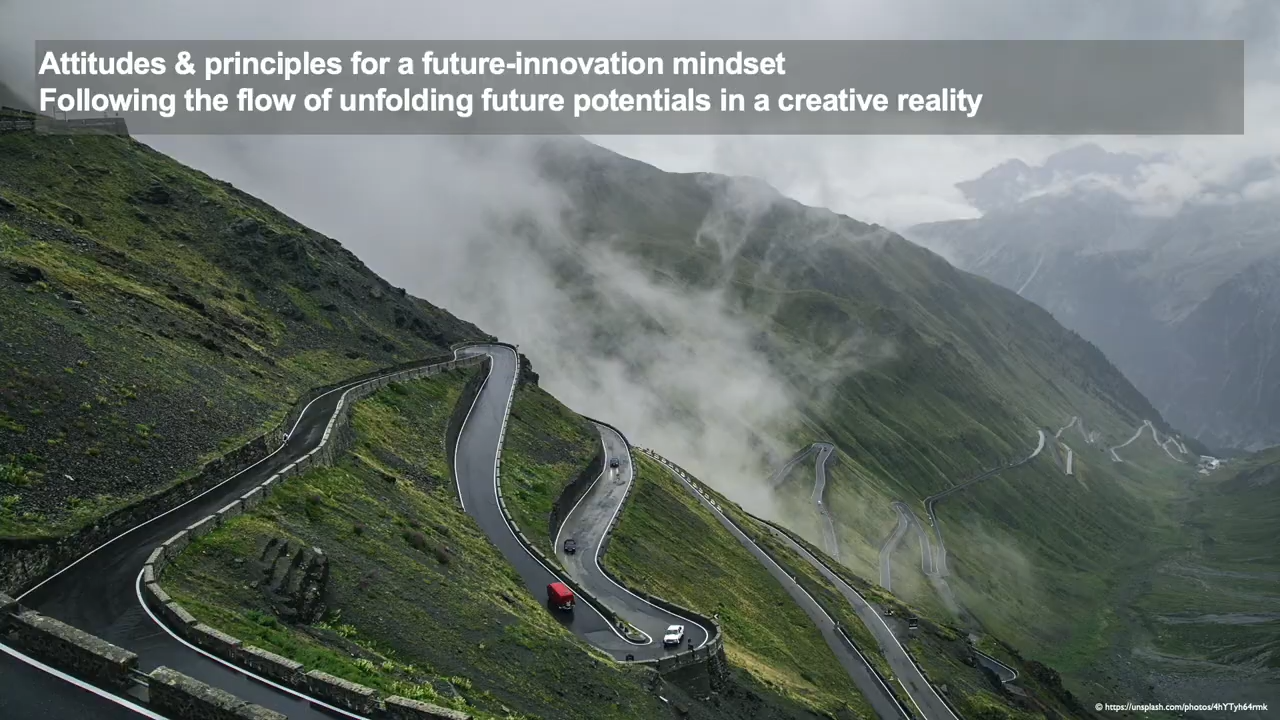 Attitudes & principles for a future-innovation mindset
Following the flow of unfolding future potentials in a creative reality
© https://unsplash.com/photos/4hYTyh64rmk